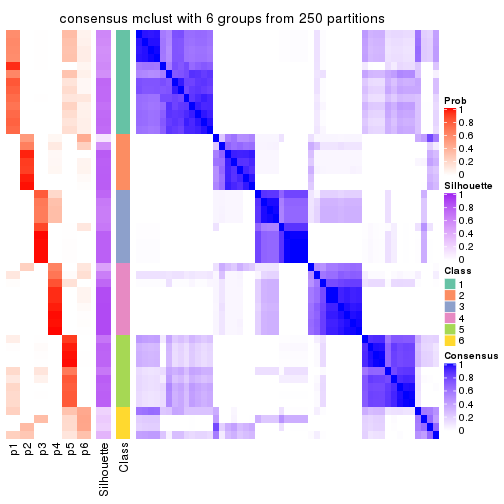 consensus mclust with 6 groups from 250 partitions
Prob
1
0.8
0.6
0.4
0.2
0
Silhouette
1
0.8
0.6
0.4
0.2
0
Class
1
2
3
4
5
6
Consensus
1
0.8
0.6
0.4
0.2
0
p1
p2
p3
p4
p5
p6
Silhouette
Class